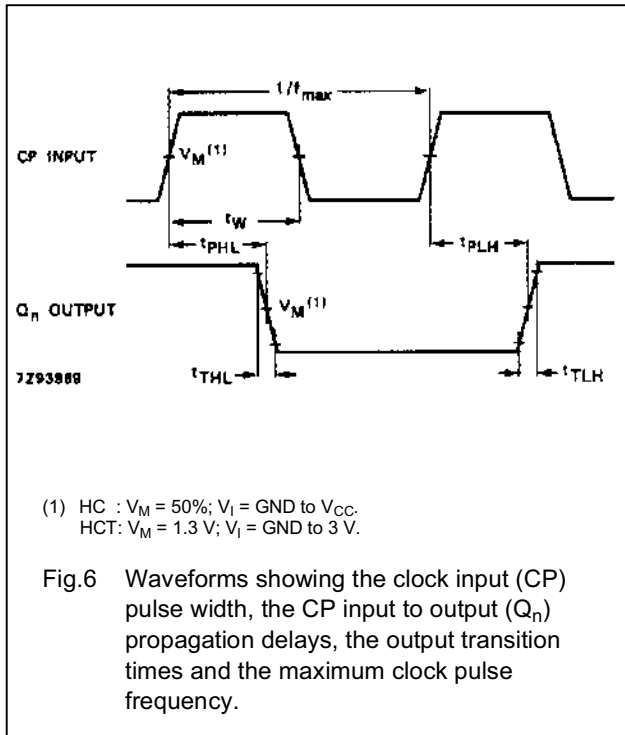 1/fmax
CP INPUT
VM(1)
tW
tPHL
tPLH
Qn OUTPUT
VM(1)
tTHL
tTLH
7Z93869
(1) HC : VM = 50%; VI = GND to VCC.
HCT: VM = 1.3 V; VI = GND to 3 V.
Fig.6 Waveforms showing the clock input (CP)
pulse width, the CP input to output (Qn)
propagation delays, the output transition
times and the maximum clock pulse
frequency.